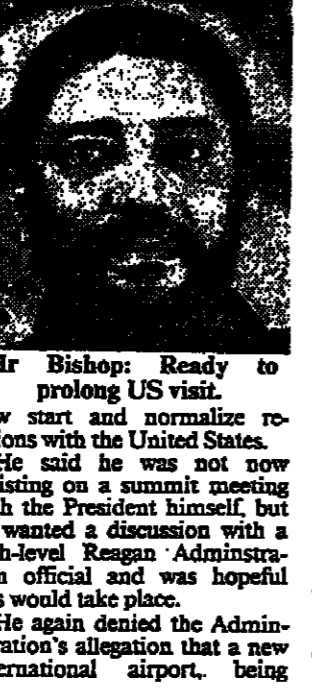 Mr Bishop: Ready to
prolong US visit.
w start and normalize re-
ions with the United States.
He said he was not now
isting on a summit meeting
h the President himself, but
wanted a discussion with a
h-level Reagan Adminstra-
n official and was hopeful
s would take place.
He again denied the Admin-
ration's allegation that a new
ernational airport, being